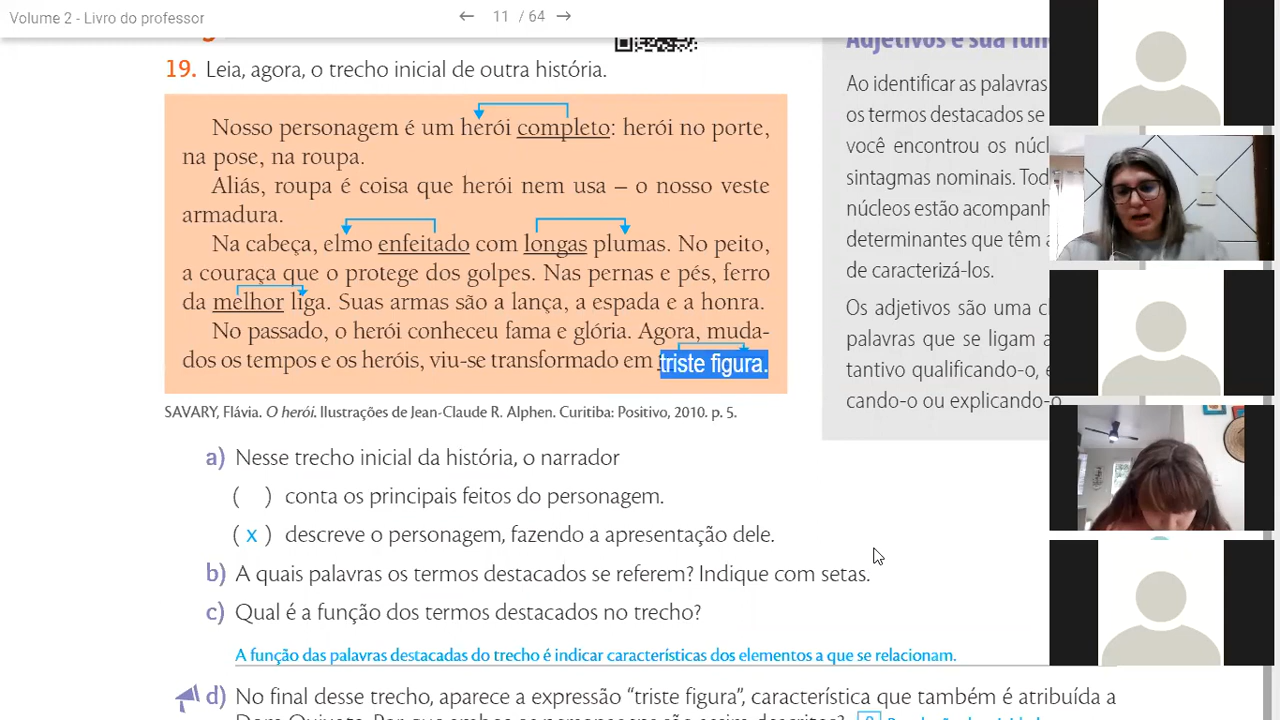 Volume 2 - Livro do professor
← 11 / 64 →
19. Leia, agora, o trecho inicial de outra história.
Nosso personagem é um herói completo: herói no porte,
na pose, na roupa.
Aliás, roupa é coisa que herói nem usa – o nosso veste
armadura.
Na cabeça, elmo enfeitado com longas plumas. No peito,
a couraça que o protege dos golpes. Nas pernas e pés, ferro
da melhor liga. Suas armas são a lança, a espada e a honra.
No passado, o herói conheceu fama e glória. Agora, muda-
dos os tempos e os heróis, viu-se transformado em triste figura.
SAVARY, Flávia. O herói. Ilustrações de Jean-Claude R. Alphen. Curitiba: Positivo, 2010. p. 5.
a) Nesse trecho inicial da história, o narrador
( ) conta os principais feitos do personagem.
( x ) descreve o personagem, fazendo a apresentação dele.
b) A quais palavras os termos destacados se referem? Indique com setas.
c) Qual é a função dos termos destacados no trecho?
A função das palavras destacadas do trecho é indicar características dos elementos a que se relacionam.
d) No final desse trecho, aparece a expressão “triste figura”, característica que também é atribuída a
Adjetivos e sua
Ao identificar as palavras
os termos destacados se
você encontrou os
sintagmas nominais.
núcleos estão
determinantes que têm
de caracterizá-los.
Os adjetivos são uma
palavras que se ligam
tantivo qualificando-o,
cando-o ou explicando-o